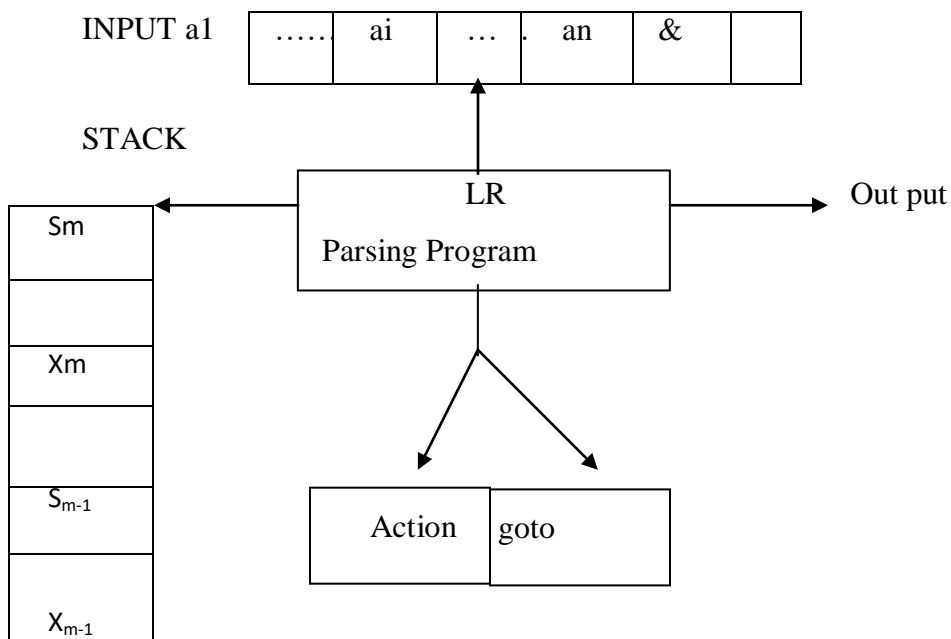 INPUT a1 …… ai … . an &
STACK
LR
Out put
Parsing Program
Sm
Xm
Sm-1
Action goto
Xm-1